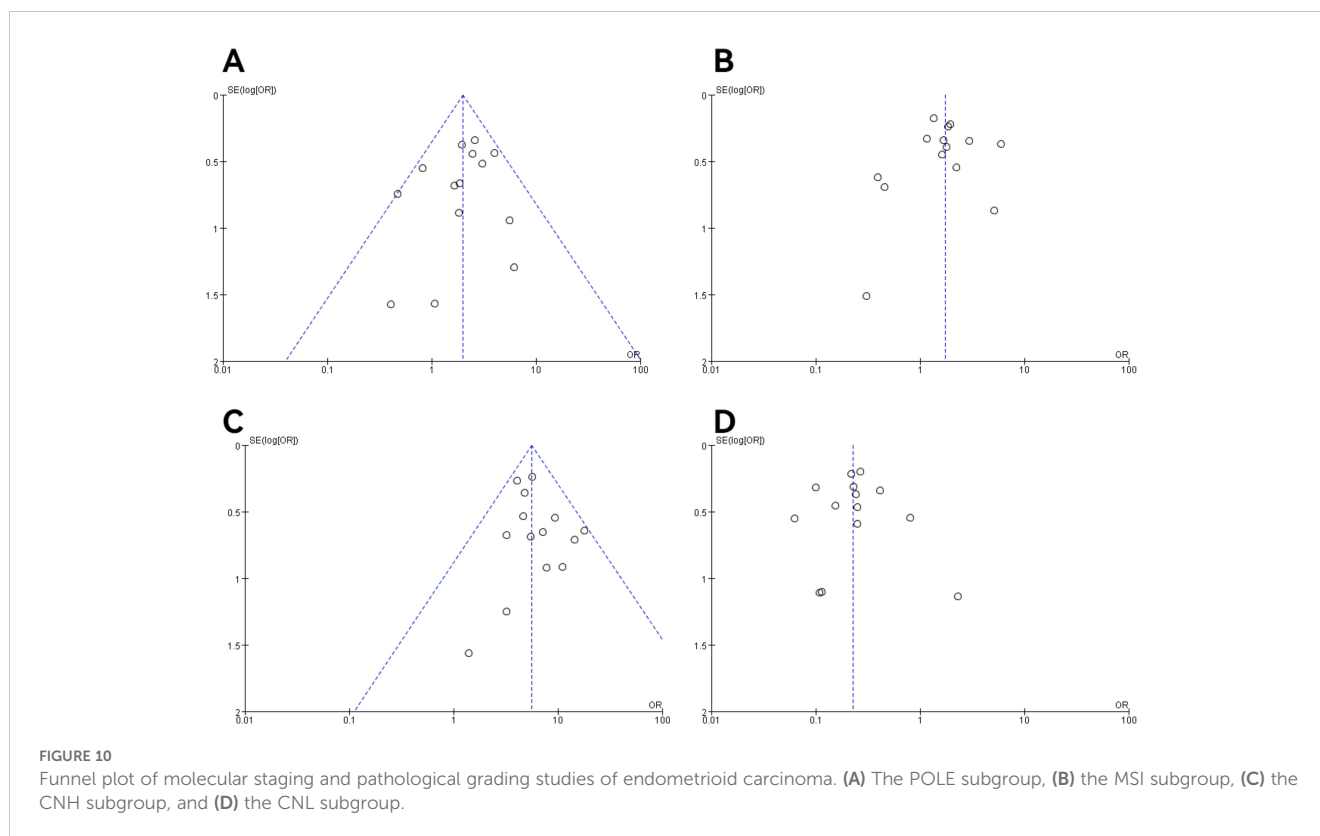 A
SE(log[OR])
0
0.5
1
1.5
2
0.01 0.1 1 10 100
OR
B
SE(log[OR])
0
0.5
1
1.5
2
0.01 0.1 1 10 100
OR
C
SE(log[OR])
0
0.5
1
1.5
2
0.01 0.1 1 10 100
OR
D
SE(log[OR])
0
0.5
1
1.5
2
0.01 0.1 1 10 100
OR
FIGURE 10
Funnel plot of molecular staging and pathological grading studies of endometrioid carcinoma. (A) The POLE subgroup, (B) the MSI subgroup, (C) the
CNH subgroup, and (D) the CNL subgroup.